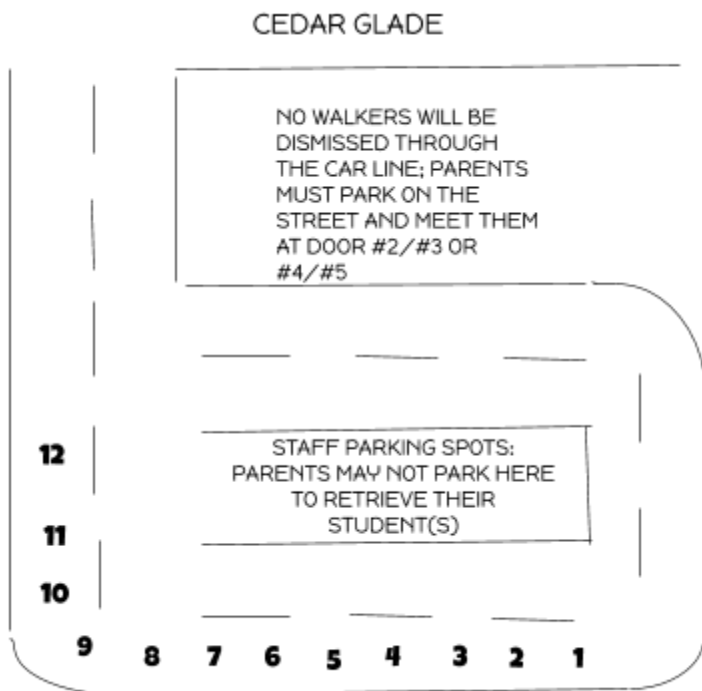 CEDAR GLADE
NO WALKERS WILL BE
DISMISSED THROUGH
THE CAR LINE; PARENTS
MUST PARK ON THE
STREET AND MEET THEM
AT DOOR #2/#3 OR
#4/#5
STAFF PARKING SPOTS:
PARENTS MAY NOT PARK HERE
TO RETRIEVE THEIR
STUDENT(S)
12
11
10
9 8 7 6 5 4 3 2 1